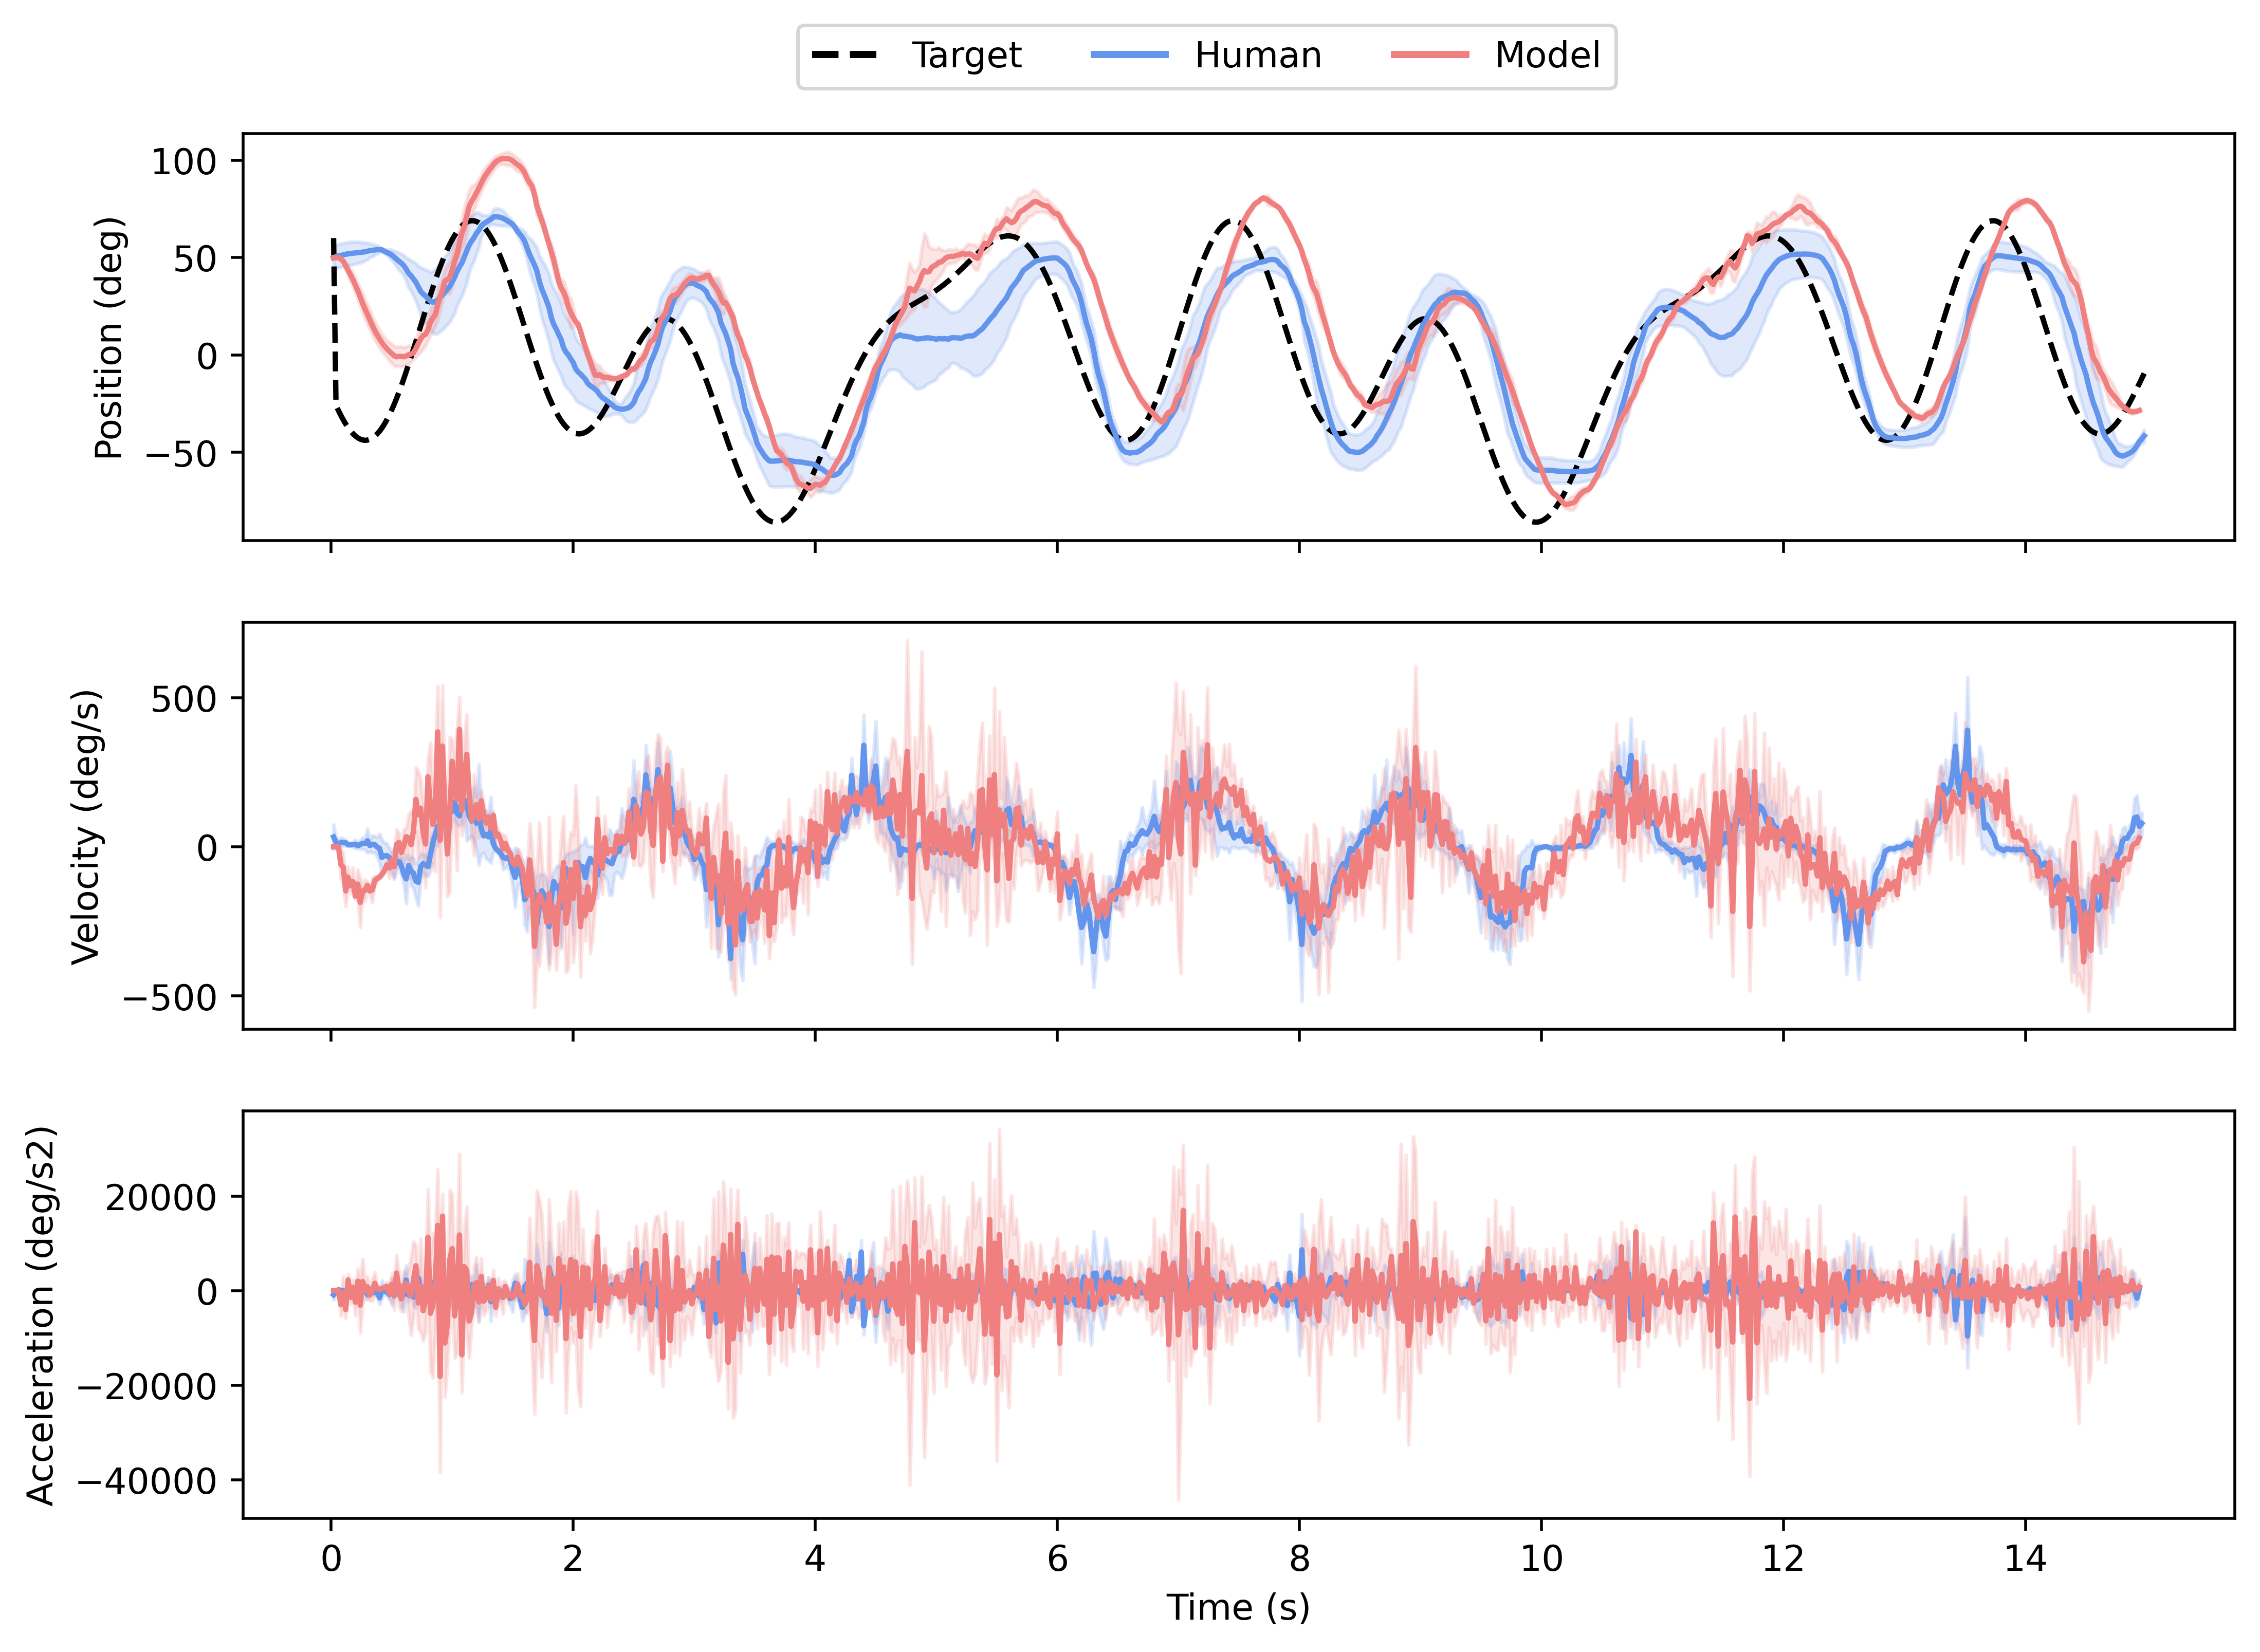 Target Human Model
100
50
0
−50
Position (deg)
500
0
−500
Velocity (deg/s)
20000
0
−20000
−40000
Acceleration (deg/s2)
0 2 4 6 8 10 12 14
Time (s)